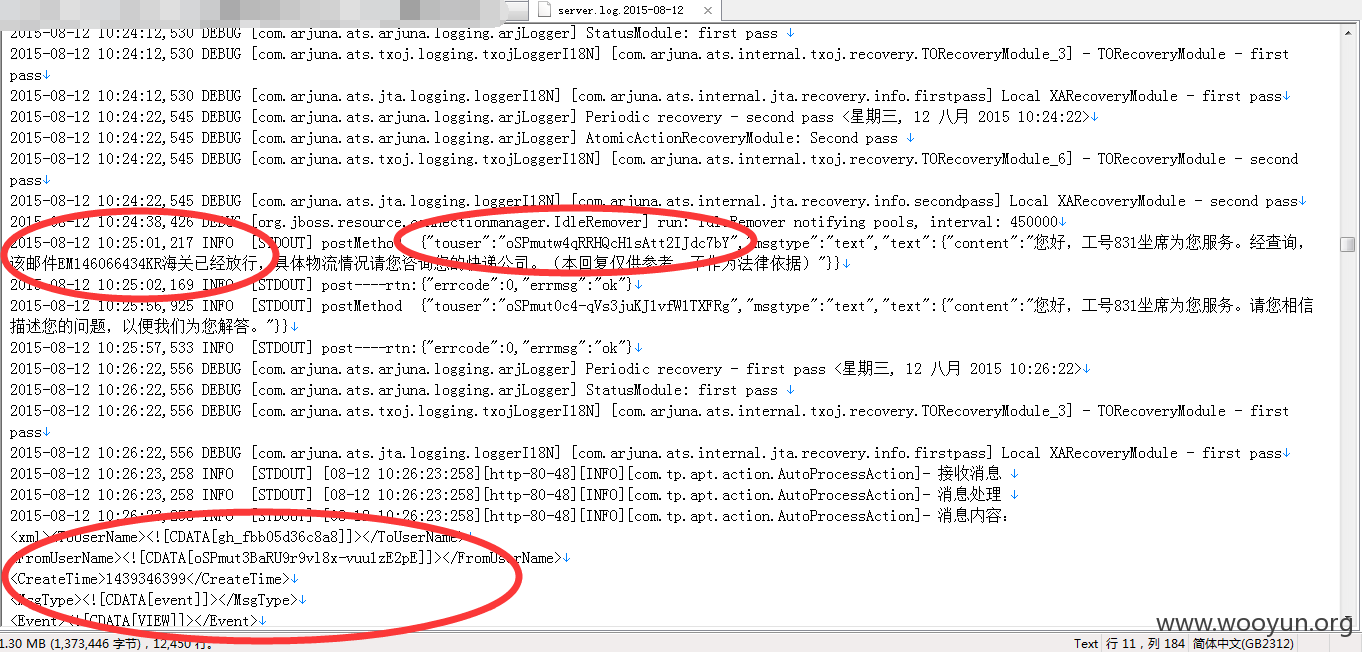 server.log.2015-08-12
2015-08-12 10:24:12,530 DEBUG [com.arjuna.ats.arjuna.logging.arjLogger] StatusModule: first pass ↓
2015-08-12 10:24:12,530 DEBUG [com.arjuna.ats.txoj.logging.txojLoggerI18N] [com.arjuna.ats.internal.txoj.recovery.TORecoveryModule_3] - TORecoveryModule - first
pass↓
2015-08-12 10:24:12,530 DEBUG [com.arjuna.ats.jta.logging.loggerI18N] [com.arjuna.ats.internal.jta.recovery.info.firstpass] Local XARecoveryModule - first pass↓
2015-08-12 10:24:22,545 DEBUG [com.arjuna.ats.arjuna.logging.arjLogger] Periodic recovery - second pass <星期三, 12 八月 2015 10:24:22>↓
2015-08-12 10:24:22,545 DEBUG [com.arjuna.ats.arjuna.logging.arjLogger] AtomicActionRecoveryModule: Second pass ↓
2015-08-12 10:24:22,545 DEBUG [com.arjuna.ats.txoj.logging.txojLoggerI18N] [com.arjuna.ats.internal.txoj.recovery.TORecoveryModule_6] - TORecoveryModule - second
pass↓
2015-08-12 10:24:22,545 DEBUG [com.arjuna.ats.jta.logging.loggerI18N] [com.arjuna.ats.internal.jta.recovery.info.secondpass] Local XARecoveryModule - second pass↓
2015-08-12 10:24:38,426 DEBUG [org.jboss.resource.connectionmanager.IdleRemover] run: IdleRemover notifying pools, interval: 450000↓
2015-08-12 10:25:01,217 INFO [STDOUT] postMethod {"touser":"oSPmutw4qRRHQcH1sAtt2IJdc7bY","msgtype":"text","text":{"content":"您好，工号831坐席为您服务。经查询，
该邮件EM146066434KR海关已经放行，具体物流情况请您咨询您的快递公司。（本回复仅供参考，不作为法律依据）"}}↓
2015-08-12 10:25:02,169 INFO [STDOUT] post----rtn:{"errcode":0,"errmsg":"ok"}↓
2015-08-12 10:25:56,925 INFO [STDOUT] postMethod {"touser":"oSPmut0c4-qVs3juKJ1vfW1TXFRg","msgtype":"text","text":{"content":"您好，工号831坐席为您服务。请您相信
描述您的问题，以便我们为您解答。"}}↓
2015-08-12 10:25:57,533 INFO [STDOUT] post----rtn:{"errcode":0,"errmsg":"ok"}↓
2015-08-12 10:26:22,556 DEBUG [com.arjuna.ats.arjuna.logging.arjLogger] Periodic recovery - first pass <星期三, 12 八月 2015 10:26:22>↓
2015-08-12 10:26:22,556 DEBUG [com.arjuna.ats.arjuna.logging.arjLogger] StatusModule: first pass ↓
2015-08-12 10:26:22,556 DEBUG [com.arjuna.ats.txoj.logging.txojLoggerI18N] [com.arjuna.ats.internal.txoj.recovery.TORecoveryModule_3] - TORecoveryModule - first
pass↓
2015-08-12 10:26:22,556 DEBUG [com.arjuna.ats.jta.logging.loggerI18N] [com.arjuna.ats.internal.jta.recovery.info.firstpass] Local XARecoveryModule - first pass↓
2015-08-12 10:26:23,258 INFO [STDOUT] [08-12 10:26:23:258][http-80-48][INFO][com.tp.apt.action.AutoProcessAction]- 接收消息 ↓
2015-08-12 10:26:23,258 INFO [STDOUT] [08-12 10:26:23:258][http-80-48][INFO][com.tp.apt.action.AutoProcessAction]- 消息处理 ↓
2015-08-12 10:26:23,258 INFO [STDOUT] [08-12 10:26:23:258][http-80-48][INFO][com.tp.apt.action.AutoProcessAction]- 消息内容:
<xml><ToUserName><![CDATA[gh_fbb05d36c8a8]]></ToUserName>↓
<FromUserName><![CDATA[oSPmut3BaRU9r9vl8x-vuulzE2pE]]></FromUserName>↓
<CreateTime>1439346399</CreateTime>↓
<MsgType><![CDATA[event]]></MsgType>↓
<Event><![CDATA[VIEW]]></Event>↓
www.wooyun.org
1.30 MB (1,373,446 字节)，12,450 行。 Text 行 11，列 184 简体中文(GB2312)